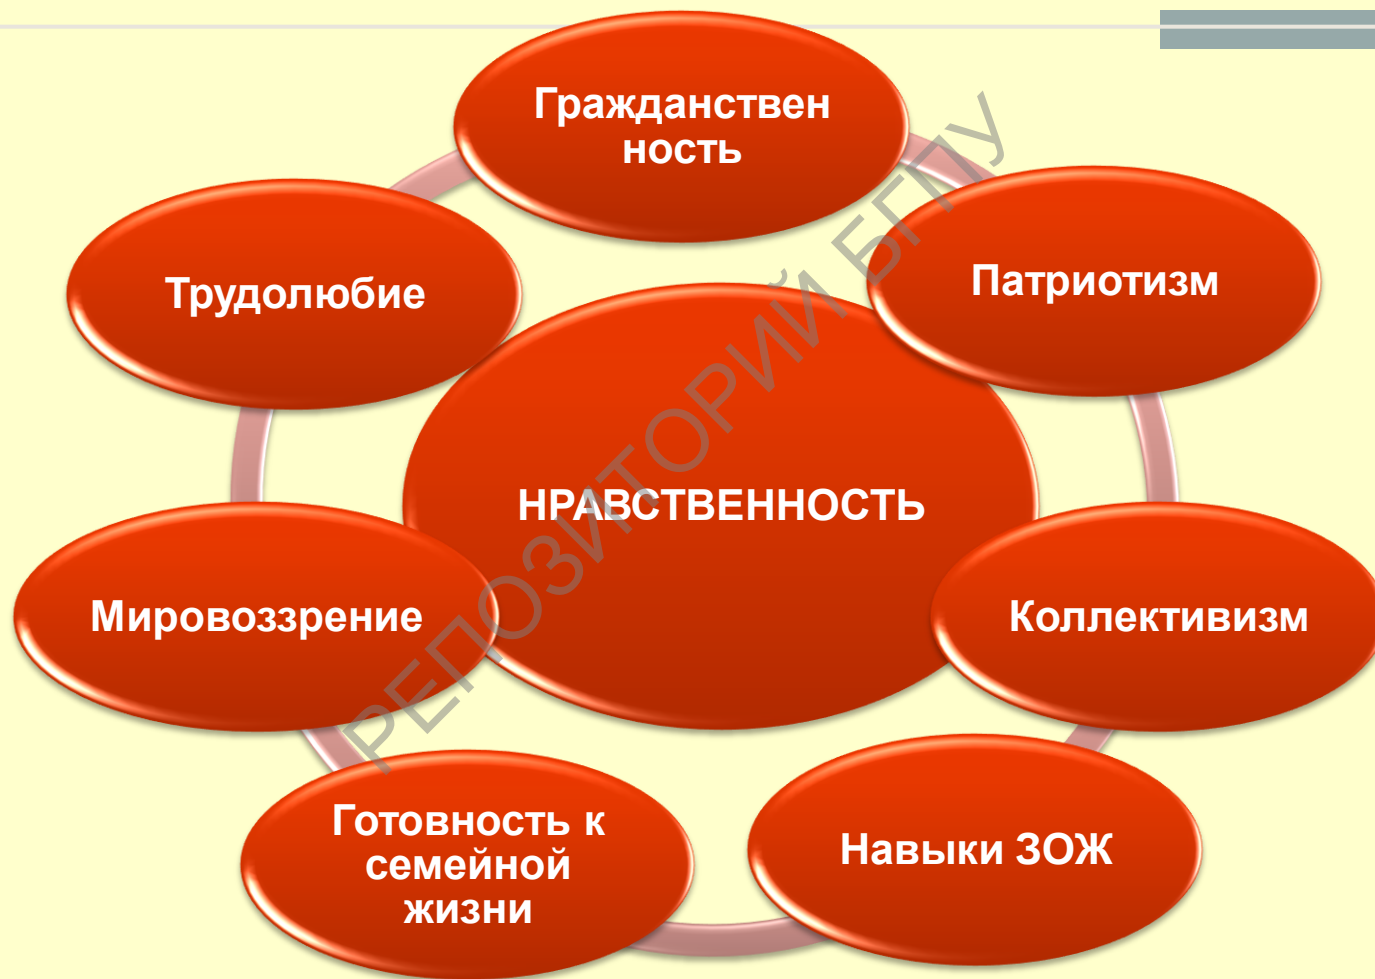 Гражданствен
ность
Патриотизм
Трудолюбие
НРАВСТВЕННОСТЬ
Мировоззрение
Коллективизм
Готовность к
семейной
жизни
Навыки ЗОЖ
РЕПОЗИТОРИЙ БГПУ